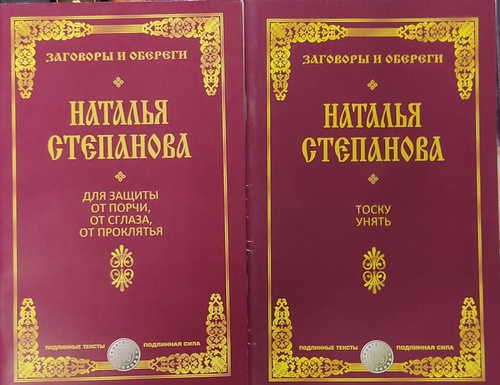 ЗАГОВОРЫ И ОБЕРЕГИ
НАТАЛЬЯ
СТЕПАНОВА
ДЛЯ ЗАЩИТЫ
ОТ ПОРЧИ,
ОТ СГЛАЗА,
ОТ ПРОКЛЯТЬЯ
ПОДЛИННЫЕ ТЕКСТЫ ПОДЛИННАЯ СИЛА
ЗАГОВОРЫ И ОБЕРЕГИ
НАТАЛЬЯ
СТЕПАНОВА
ТОСКУ
УНЯТЬ
ПОДЛИННЫЕ ТЕКСТЫ ПОДЛИННАЯ СИЛА